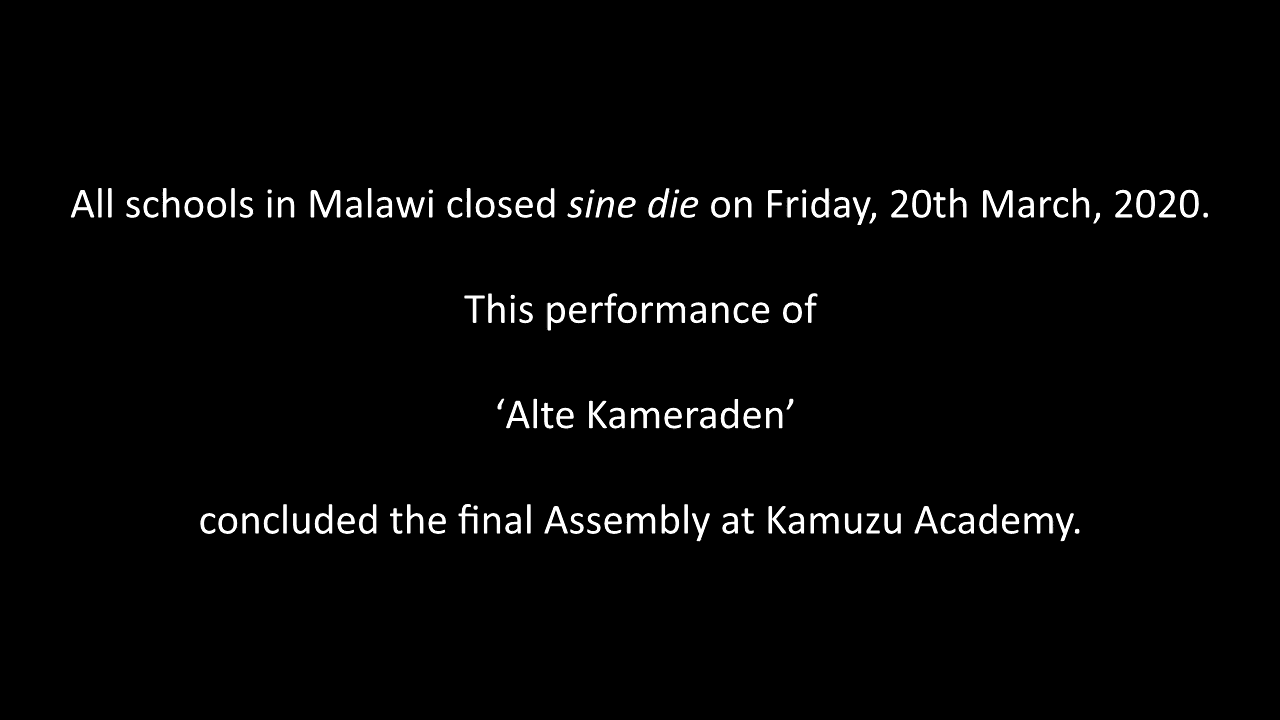 All schools in Malawi closed sine die on Friday, 20th March, 2020.
This performance of
‘Alte Kameraden’
concluded the final Assembly at Kamuzu Academy.